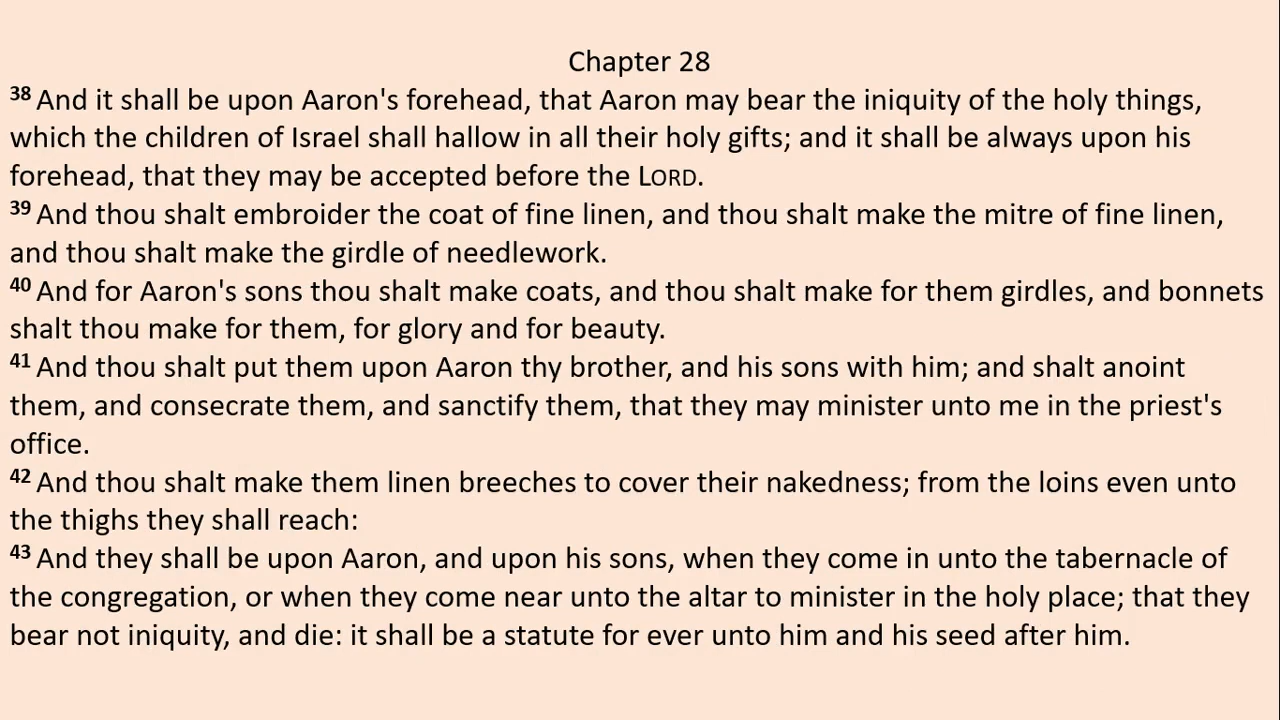 Chapter 28
38 And it shall be upon Aaron's forehead, that Aaron may bear the iniquity of the holy things,
which the children of Israel shall hallow in all their holy gifts; and it shall be always upon his
forehead, that they may be accepted before the LORD.
39 And thou shalt embroider the coat of fine linen, and thou shalt make the mitre of fine linen,
and thou shalt make the girdle of needlework.
40 And for Aaron's sons thou shalt make coats, and thou shalt make for them girdles, and bonnets
shalt thou make for them, for glory and for beauty.
41 And thou shalt put them upon Aaron thy brother, and his sons with him; and shalt anoint
them, and consecrate them, and sanctify them, that they may minister unto me in the priest's
office.
42 And thou shalt make them linen breeches to cover their nakedness; from the loins even unto
the thighs they shall reach:
43 And they shall be upon Aaron, and upon his sons, when they come in unto the tabernacle of
the congregation, or when they come near unto the altar to minister in the holy place; that they
bear not iniquity, and die: it shall be a statute for ever unto him and his seed after him.